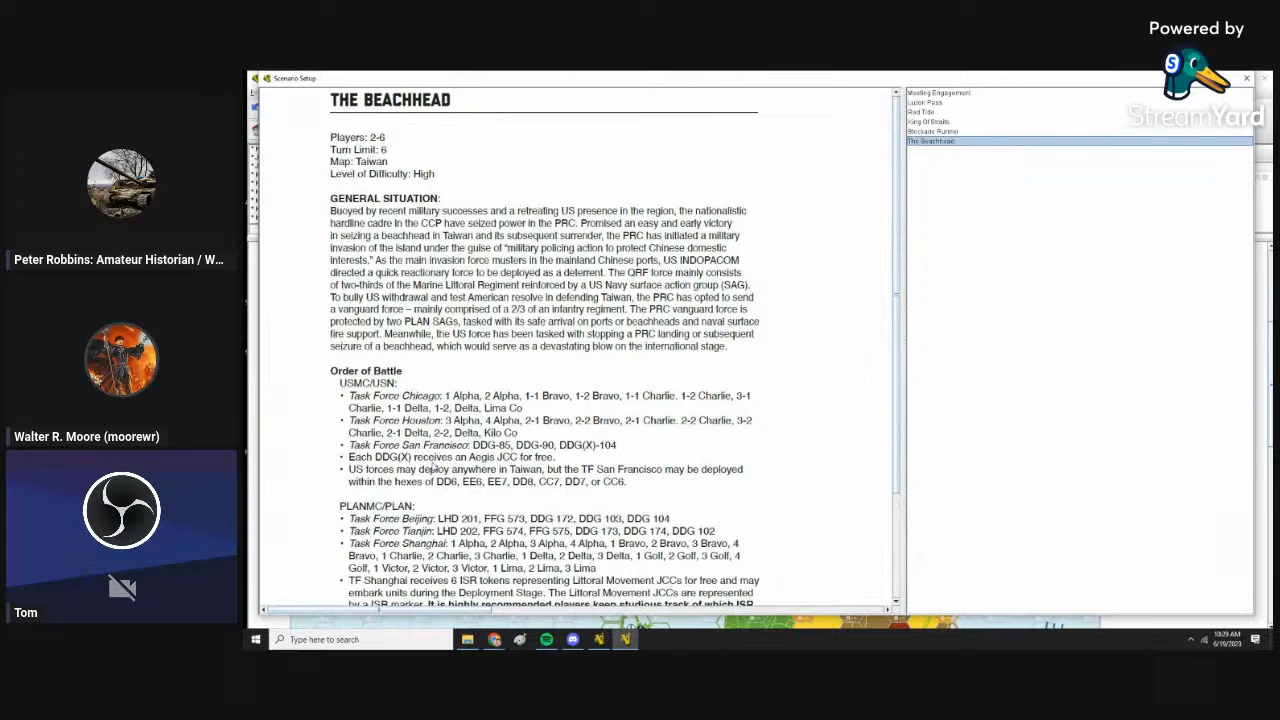 Powered by
StreamYard
Scenario Setup
THE BEACHHEAD
Players: 2-6
Turn Limit: 6
Map: Taiwan
Level of Difficulty: High
GENERAL SITUATION:
Buoyed by recent military successes and a retreating US presence in the region, the nationalistic
hardline cadre in the CCP have seized power in the PRC. Promised an easy and early victory
in seizing a beachhead in Taiwan and its subsequent surrender, the PRC has initiated a military
invasion of the island under the guise of "military policing action to protect Chinese domestic
interests." As the main invasion force musters in the mainland Chinese ports, US INDOPACOM
directed a quick reactionary force to be deployed as a deterrent. The QRF force mainly consists
of two-thirds of the Marine Littoral Regiment reinforced by a US Navy surface action group (SAG).
To bully US withdrawal and test American resolve in defending Taiwan, the PRC has opted to send
a vanguard force – mainly comprised of a 2/3 of an infantry regiment. The PRC vanguard force is
protected by two PLAN SAGs, tasked with its safe arrival on ports or beachheads and naval surface
fire support. Meanwhile, the US force has been tasked with stopping a PRC landing or subsequent
seizure of a beachhead, which would serve as a devastating blow on the international stage.
Order of Battle
USMC/USN:
• Task Force Chicago: 1 Alpha, 2 Alpha, 1-1 Bravo, 1-2 Bravo, 1-1 Charlie. 1-2 Charlie, 3-1
Charlie, 1-1 Delta, 1-2, Delta, Lima Co
• Task Force Houston: 3 Alpha, 4 Alpha, 2-1 Bravo, 2-2 Bravo, 2-1 Charlie. 2-2 Charlie, 3-2
Charlie, 2-1 Delta, 2-2, Delta, Kilo Co
• Task Force San Francisco: DDG-85, DDG-90, DDG(X)-104
• Each DDG(X) receives an Aegis JCC for free.
• US forces may deploy anywhere in Taiwan, but the TF San Francisco may be deployed
within the hexes of DD6, EE6, EE7, DD8, CC7, DD7, or CC6.
PLANMC/PLAN:
• Task Force Beijing: LHD 201, FFG 573, DDG 172, DDG 103, DDG 104
• Task Force Tianjin: LHD 202, FFG 574, FFG 575, DDG 173, DDG 174, DDG 102
• Task Force Shanghai: 1 Alpha, 2 Alpha, 3 Alpha, 4 Alpha, 1 Bravo, 2 Bravo, 3 Bravo, 4
Bravo, 1 Charlie, 2 Charlie, 3 Charlie, 1 Delta, 2 Delta, 3 Delta, 1 Golf, 2 Golf, 3 Golf, 4
Golf, 1 Victor, 2 Victor, 3 Victor, 1 Lima, 2 Lima, 3 Lima
• TF Shanghai receives 6 ISR tokens representing Littoral Movement JCCs for free and may
embark units during the Deployment Stage. The Littoral Movement JCCs are represented
by a ISR marker. It is highly recommended players keep studious track of which ISR
Meeting Engagement
Luzon Pass
Red Tide
King Of Straits
Blockade Runner
The Beachhead
Peter Robbins: Amateur Historian / W...
Walter R. Moore (moorewr)
Tom
Type here to search
10:29 AM
6/19/2023